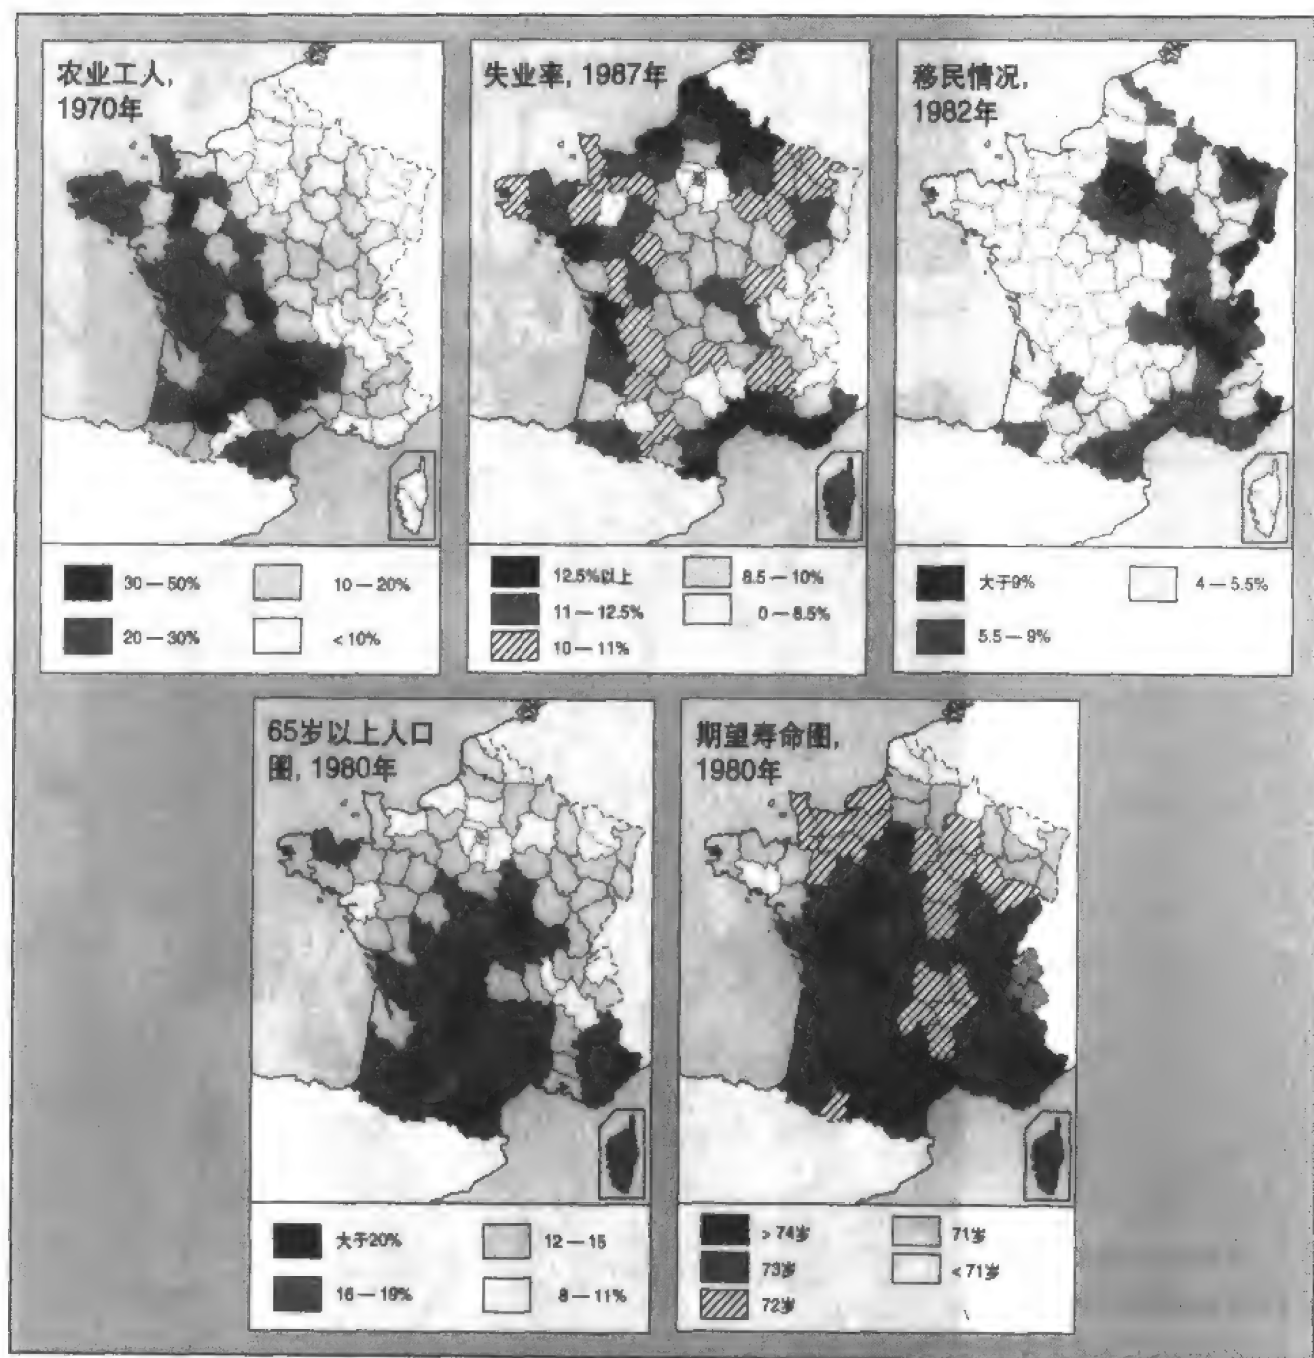 农业工人,
1970年
30—50%
20—30%
10—20%
<10%
失业率, 1987年
12.5%以上
11—12.5%
10—11%
8.5—10%
0—8.5%
移民情况,
1982年
大于9%
5.5—9%
4—5.5%
65岁以上人口
图, 1980年
大于20%
16—19%
12—15
8—11%
期望寿命图,
1980年
>74岁
73岁
72岁
71岁
<71岁